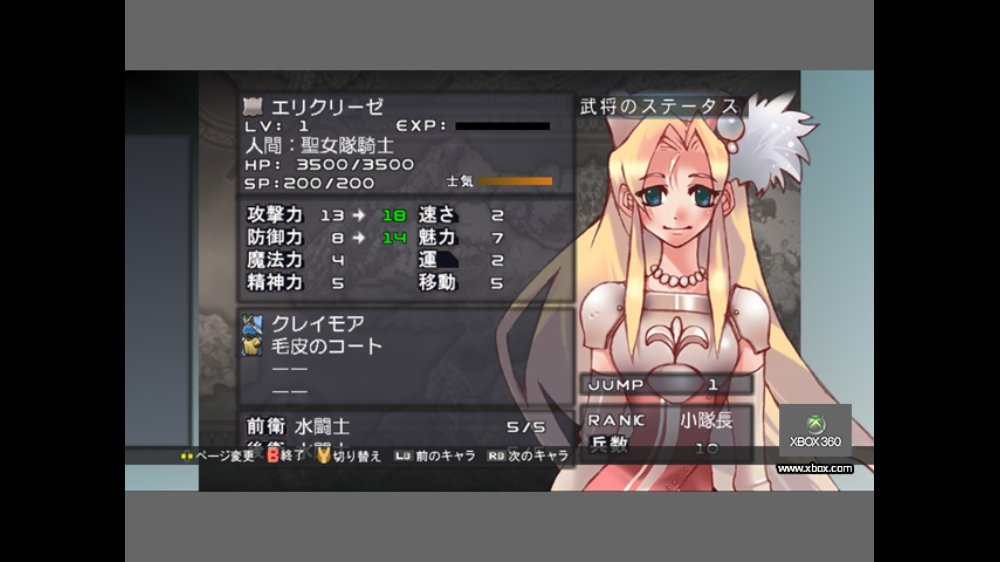 エリクリーゼ
武将のステータス
LV: 1 EXP:
人間：聖女隊騎士
HP: 3500/3500
SP:200/200 士気
攻撃力 13 → 18 速さ 2
防御力 8 → 14 魅力 7
魔法力 4 運 2
精神力 5 移動 5
クレイモア
毛皮のコート
——
——
JUMP 1
前衛 水闘士 5/5
RANK 小隊長
兵数 10
ページ変更 B終了 Y切り替え LB 前のキャラ RB 次のキャラ
XBOX360
www.xbox.com